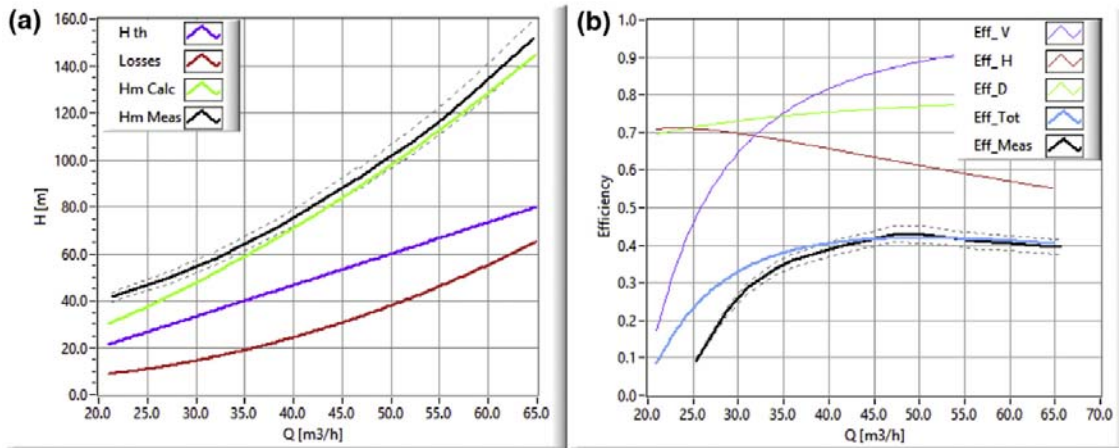 (a)
H th
Losses
Hm Calc
Hm Meas
160.0
140.0
120.0
100.0
80.0
60.0
40.0
20.0
0.0
H [m]
20.0 25.0 30.0 35.0 40.0 45.0 50.0 55.0 60.0 65.0
Q [m3/h]
(b)
Eff_ V
Eff_ H
Eff_D
Eff_Tot
Eff_Meas
1.0
0.9
0.8
0.7
0.6
0.5
0.4
0.3
0.2
0.1
0.0
Efficiency
20.0 25.0 30.0 35.0 40.0 45.0 50.0 55.0 60.0 65.0 70.0
Q [m3/h]